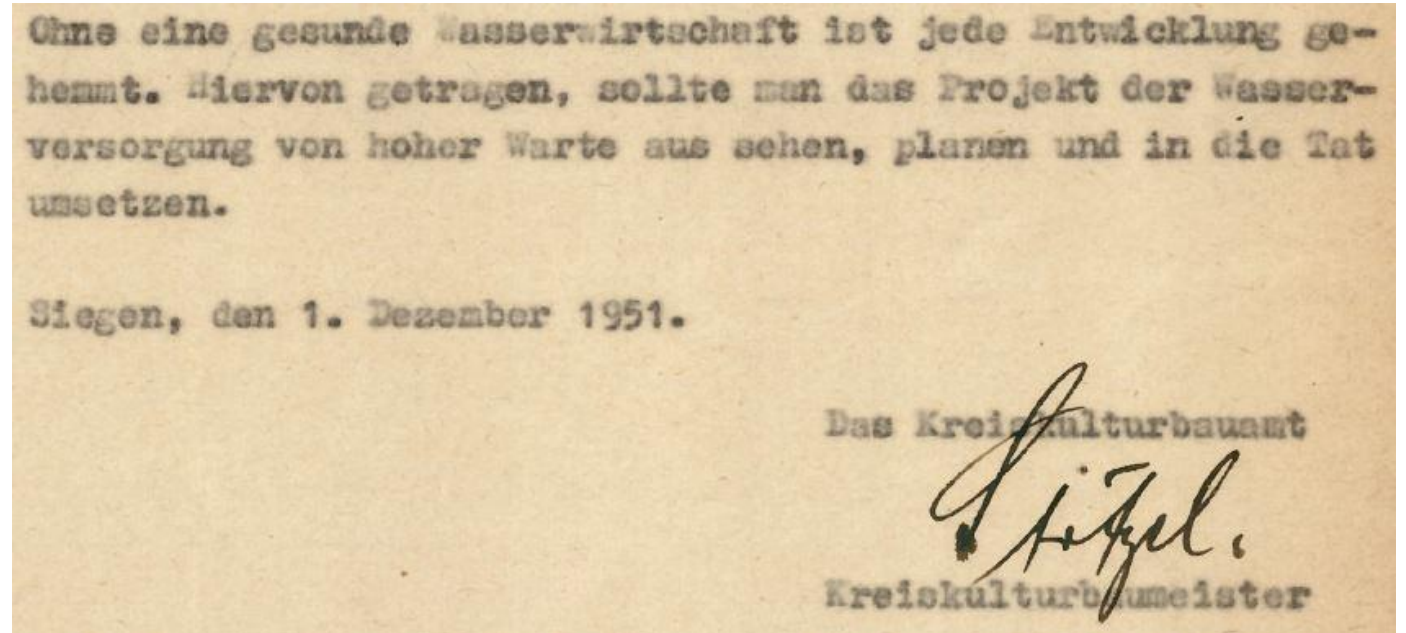 Ohne eine gesunde Wasserwirtschaft ist jede Entwicklung ge-
hemmt. Hiervon getragen, sollte man das Projekt der Wasser-
versorgung von hoher Warte aus sehen, planen und in die Tat
umsetzen.
Siegen, den 1. Dezember 1951.
Das Kreiskulturbauamt
Kreiskulturbaumeister